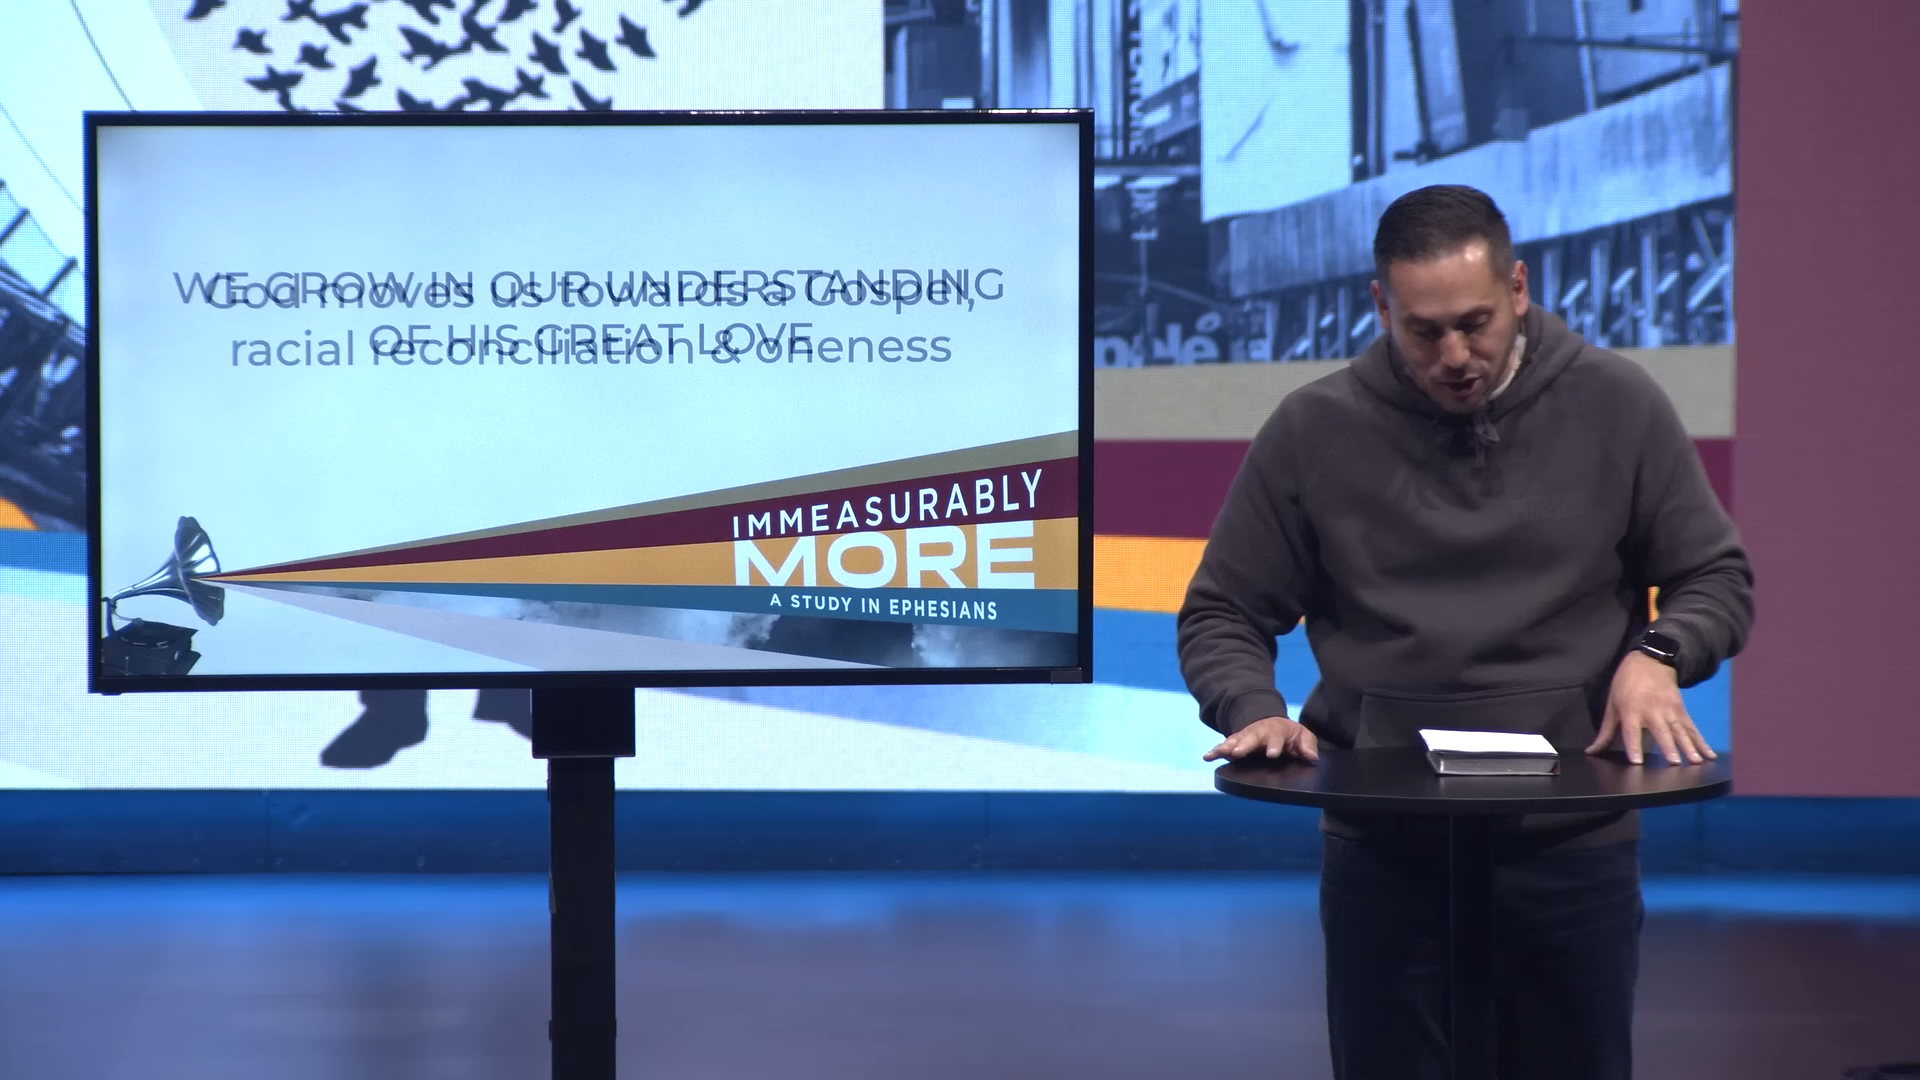 WE GROW IN OUR UNDERSTANDING
OF HIS GREAT LOVE
God moves us towards a Gospel,
racial reconciliation & oneness
IMMEASURABLY
MORE
A STUDY IN EPHESIANS